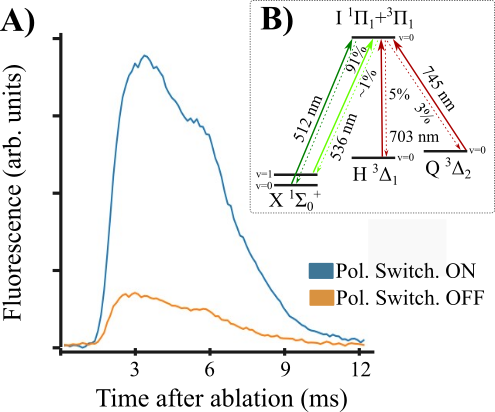 A)
B)
I ¹Π₁+³Π₁
v=0
91%
~1%
5%
3%
512 nm
536 nm
703 nm
745 nm
v=1
v=0
X ¹Σ₀⁺
v=0
H ³Δ₁
v=0
Q ³Δ₂
Fluorescence (arb. units)
Pol. Switch. ON
Pol. Switch. OFF
3
6
9
12
Time after ablation (ms)